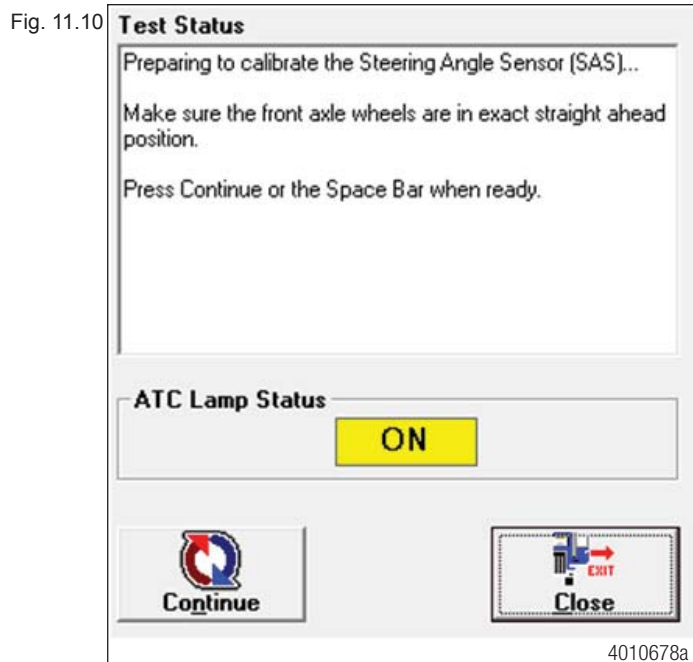 Fig. 11.10
Test Status
Preparing to calibrate the Steering Angle Sensor (SAS)...
Make sure the front axle wheels are in exact straight ahead
position.
Press Continue or the Space Bar when ready.
ATC Lamp Status
ON
EXIT
Continue
Close
4010678a